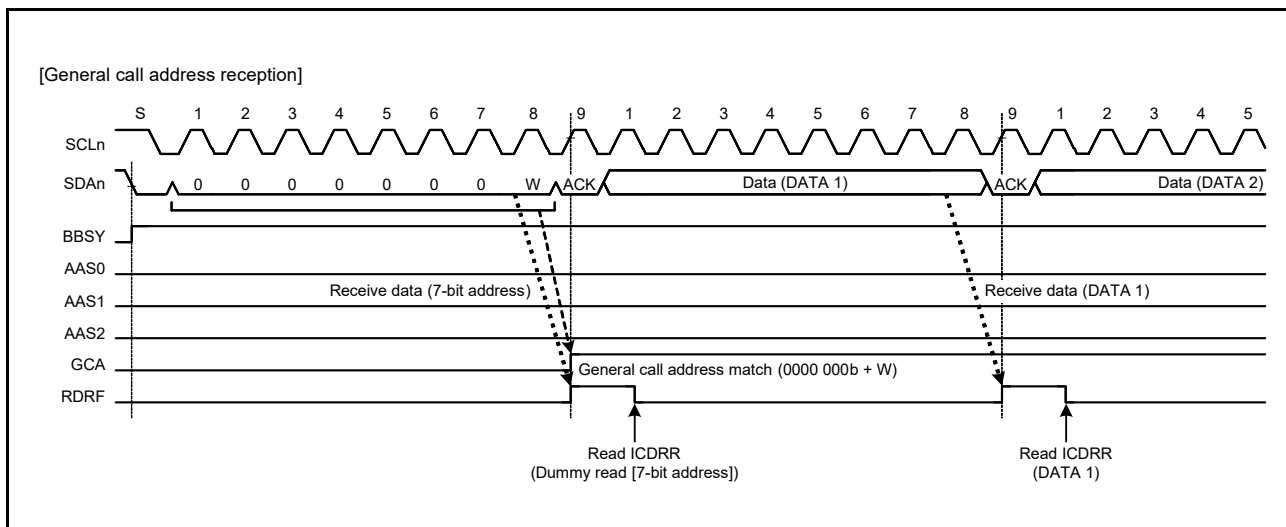 [General call address reception]
S 1 2 3 4 5 6 7 8 9 1 2 3 4 5 6 7 8 9 1 2 3 4 5
SCLn
SDAn 0 0 0 0 0 0 0 W ACK Data (DATA 1) ACK Data (DATA 2)
BBSY
AAS0
Receive data (7-bit address) Receive data (DATA 1)
AAS1
AAS2
GCA General call address match (0000 000b + W)
RDRF
Read ICDRR Read ICDRR
(Dummy read [7-bit address]) (DATA 1)